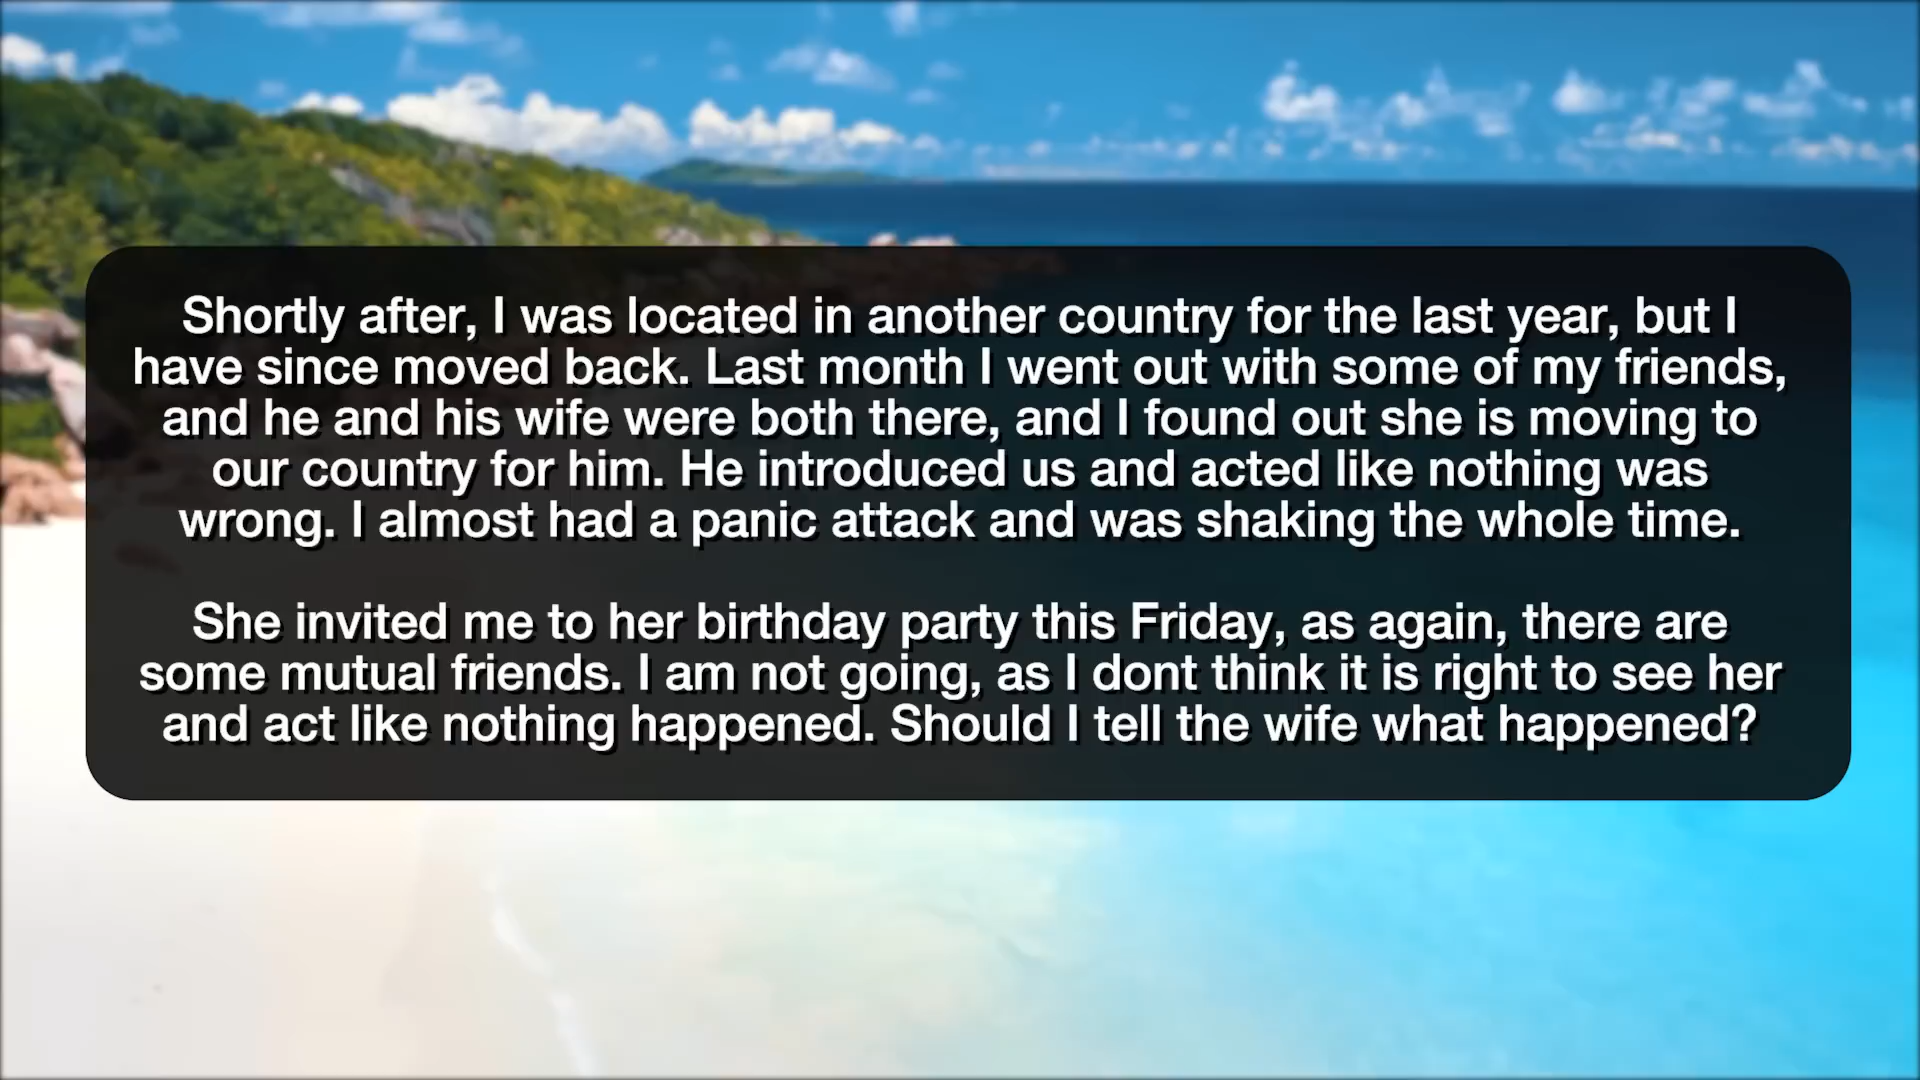 Shortly after, I was located in another country for the last year, but I
have since moved back. Last month I went out with some of my friends,
and he and his wife were both there, and I found out she is moving to
our country for him. He introduced us and acted like nothing was
wrong. I almost had a panic attack and was shaking the whole time.
She invited me to her birthday party this Friday, as again, there are
some mutual friends. I am not going, as I dont think it is right to see her
and act like nothing happened. Should I tell the wife what happened?